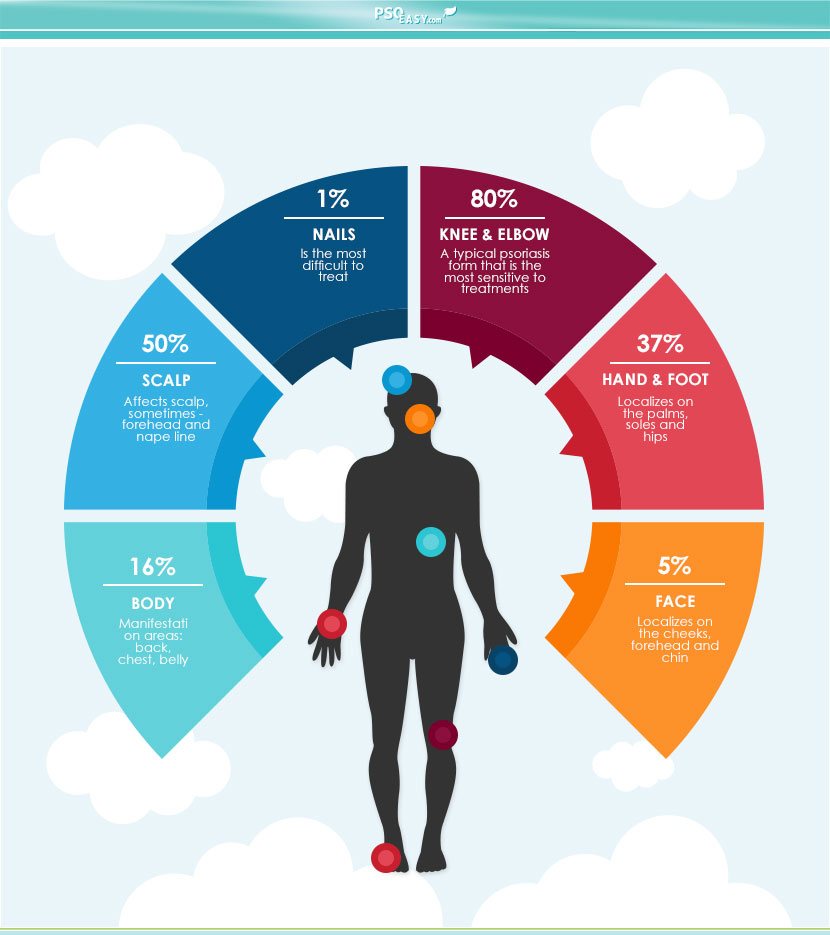 PSO
EASY.com
1%
NAILS
Is the most
difficult to
treat
80%
KNEE & ELBOW
A typical psoriasis
form that is the
most sensitive to
treatments
50%
SCALP
Affects scalp,
sometimes -
forehead and
nape line
37%
HAND & FOOT
Localizes on
the palms,
soles and
hips
16%
BODY
Manifestati
on areas:
back,
chest, belly
5%
FACE
Localizes on
the cheeks,
forehead and
chin